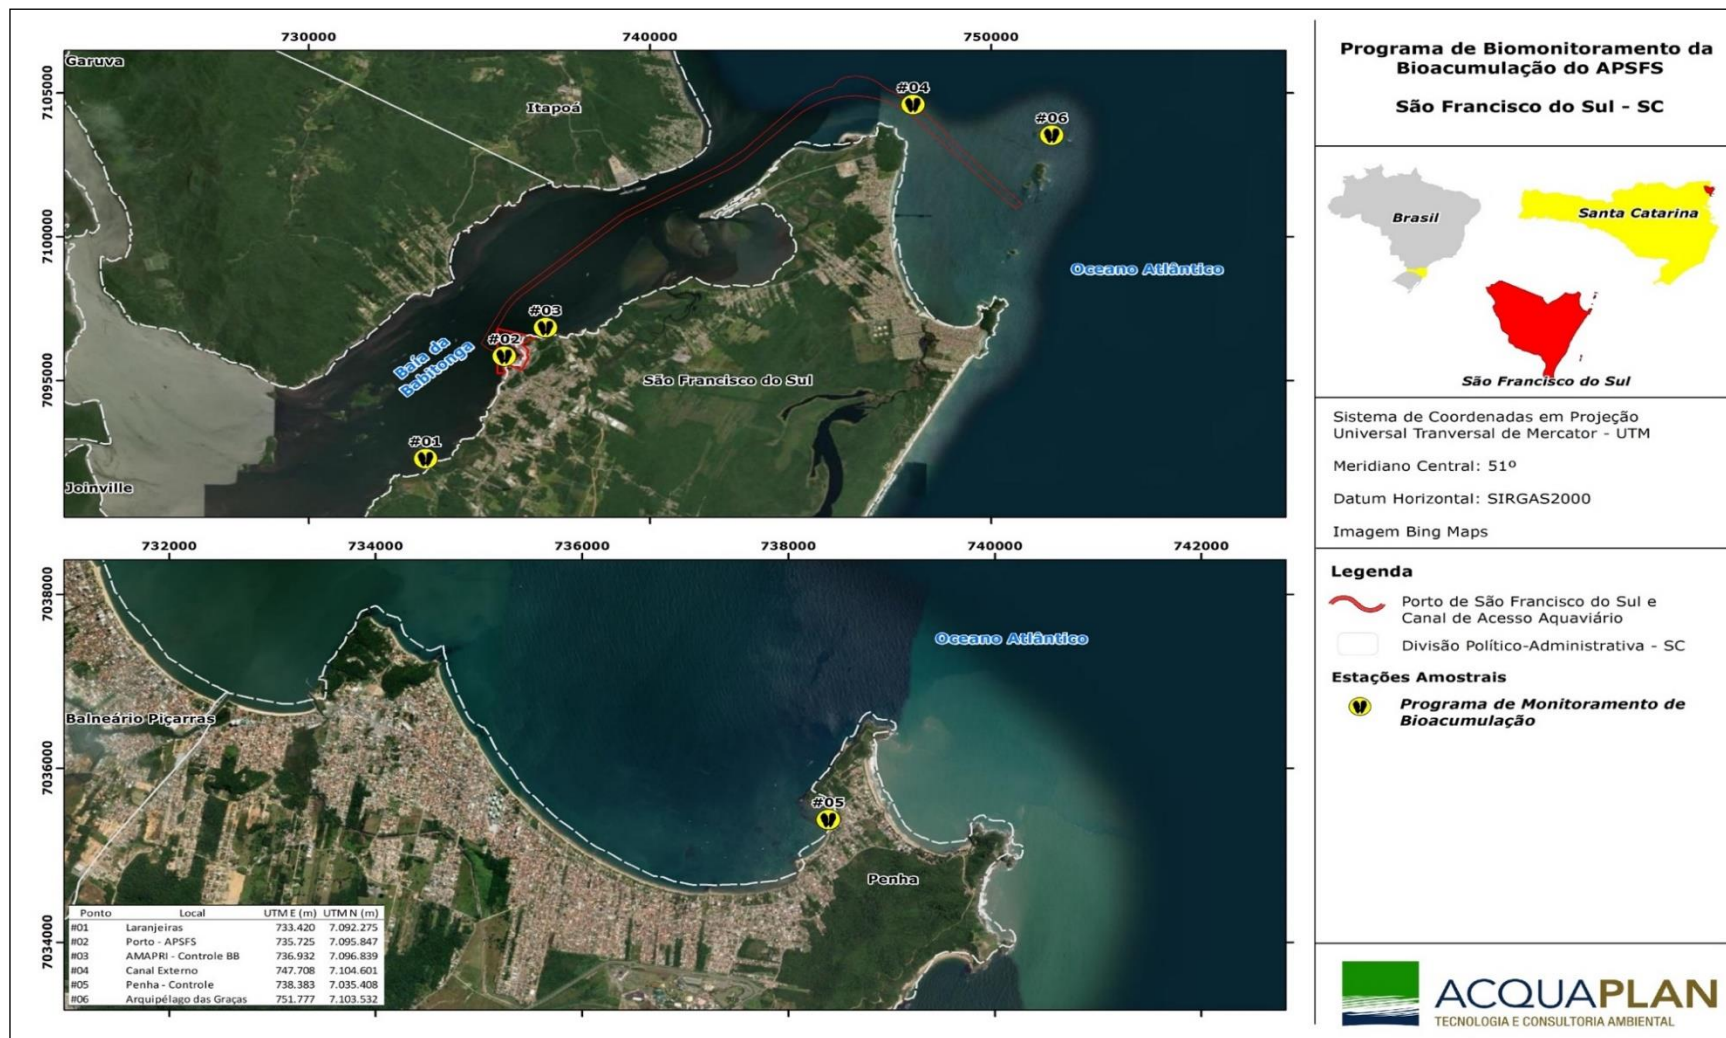 730000
740000
750000
7105000
7100000
7095000
Garuva
Itapoá
#04
#06
Oceano Atlântico
#03
#02
Baía da
Babitonga
São Francisco do Sul
#01
Joinville
732000
734000
736000
738000
740000
742000
7038000
7036000
7034000
Oceano Atlântico
Balneário Piçarras
#05
Penha
Ponto Local UTM E (m) UTM N (m)
#01 Laranjeiras 733.420 7.092.275
#02 Porto - APSFS 735.725 7.095.847
#03 AMAPRI - Controle BB 736.932 7.096.839
#04 Canal Externo 747.708 7.104.601
#05 Penha - Controle 738.383 7.035.408
#06 Arquipélago das Graças 751.777 7.103.532
Programa de Biomonitoramento da
Bioacumulação do APSFS
São Francisco do Sul - SC
Brasil
Santa Catarina
São Francisco do Sul
Sistema de Coordenadas em Projeção
Universal Tranversal de Mercator - UTM
Meridiano Central: 51º
Datum Horizontal: SIRGAS2000
Imagem Bing Maps
Legenda
Porto de São Francisco do Sul e
Canal de Acesso Aquaviário
Divisão Político-Administrativa - SC
Estações Amostrais
Programa de Monitoramento de
Bioacumulação
ACQUAPLAN
TECNOLOGIA E CONSULTORIA AMBIENTAL